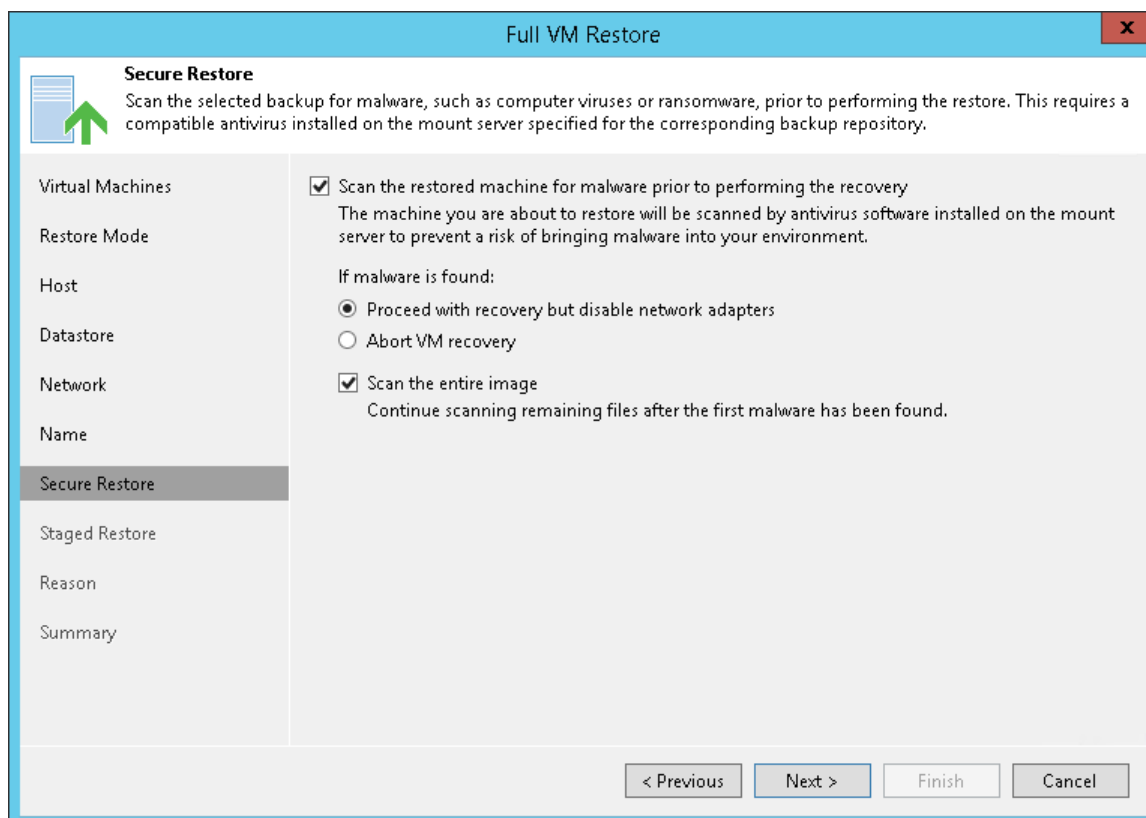 Full VM Restore
x
Secure Restore
Scan the selected backup for malware, such as computer viruses or ransomware, prior to performing the restore. This requires a
compatible antivirus installed on the mount server specified for the corresponding backup repository.
Virtual Machines
Restore Mode
Host
Datastore
Network
Name
Secure Restore
Staged Restore
Reason
Summary
Scan the restored machine for malware prior to performing the recovery
The machine you are about to restore will be scanned by antivirus software installed on the mount
server to prevent a risk of bringing malware into your environment.
If malware is found:
Proceed with recovery but disable network adapters
Abort VM recovery
Scan the entire image
Continue scanning remaining files after the first malware has been found.
< Previous
Next >
Finish
Cancel